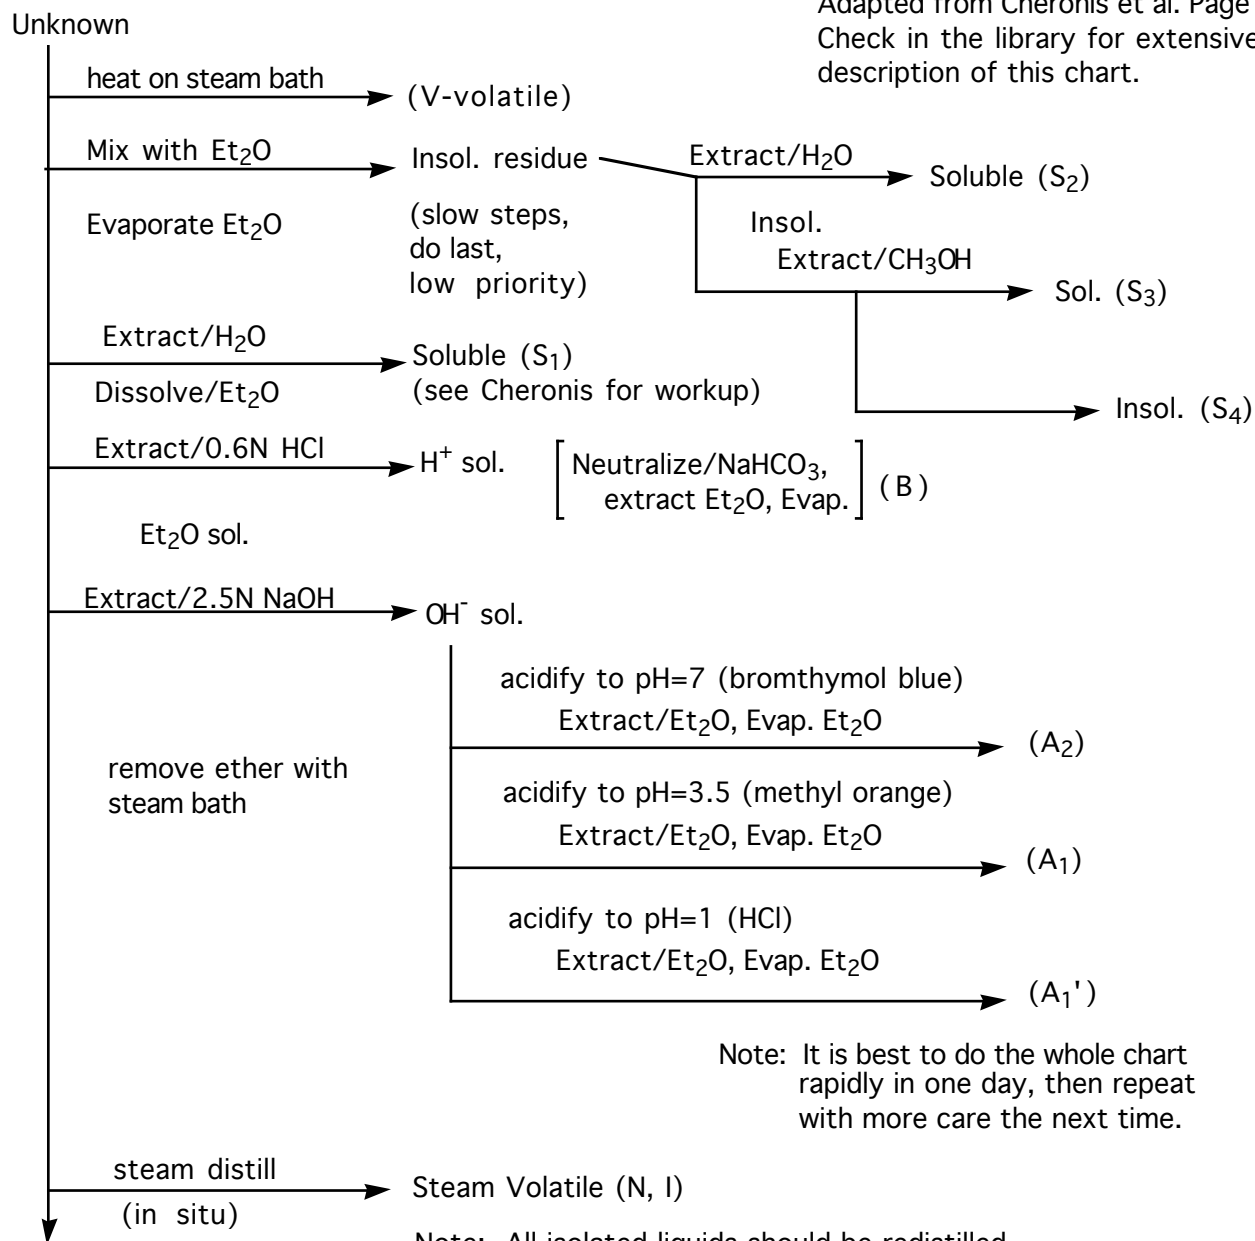 Unknown
Adapted from Cheronis et al. Page
Check in the library for extensive
description of this chart.
heat on steam bath
(V-volatile)
Mix with Et2O
Insol. residue
Extract/H2O
Soluble (S2)
Evaporate Et2O
(slow steps,
do last,
low priority)
Insol.
Extract/CH3OH
Sol. (S3)
Insol. (S4)
Extract/H2O
Soluble (S1)
(see Cheronis for workup)
Dissolve/Et2O
Extract/0.6N HCl
H+ sol.
Neutralize/NaHCO3,
extract Et2O, Evap.
(B)
Et2O sol.
Extract/2.5N NaOH
OH- sol.
acidify to pH=7 (bromthymol blue)
Extract/Et2O, Evap. Et2O
(A2)
remove ether with
steam bath
acidify to pH=3.5 (methyl orange)
Extract/Et2O, Evap. Et2O
(A1)
acidify to pH=1 (HCl)
Extract/Et2O, Evap. Et2O
(A1')
Note: It is best to do the whole chart
rapidly in one day, then repeat
with more care the next time.
steam distill
(in situ)
Steam Volatile (N, I)
Note: All isolated liquids should be redistilled